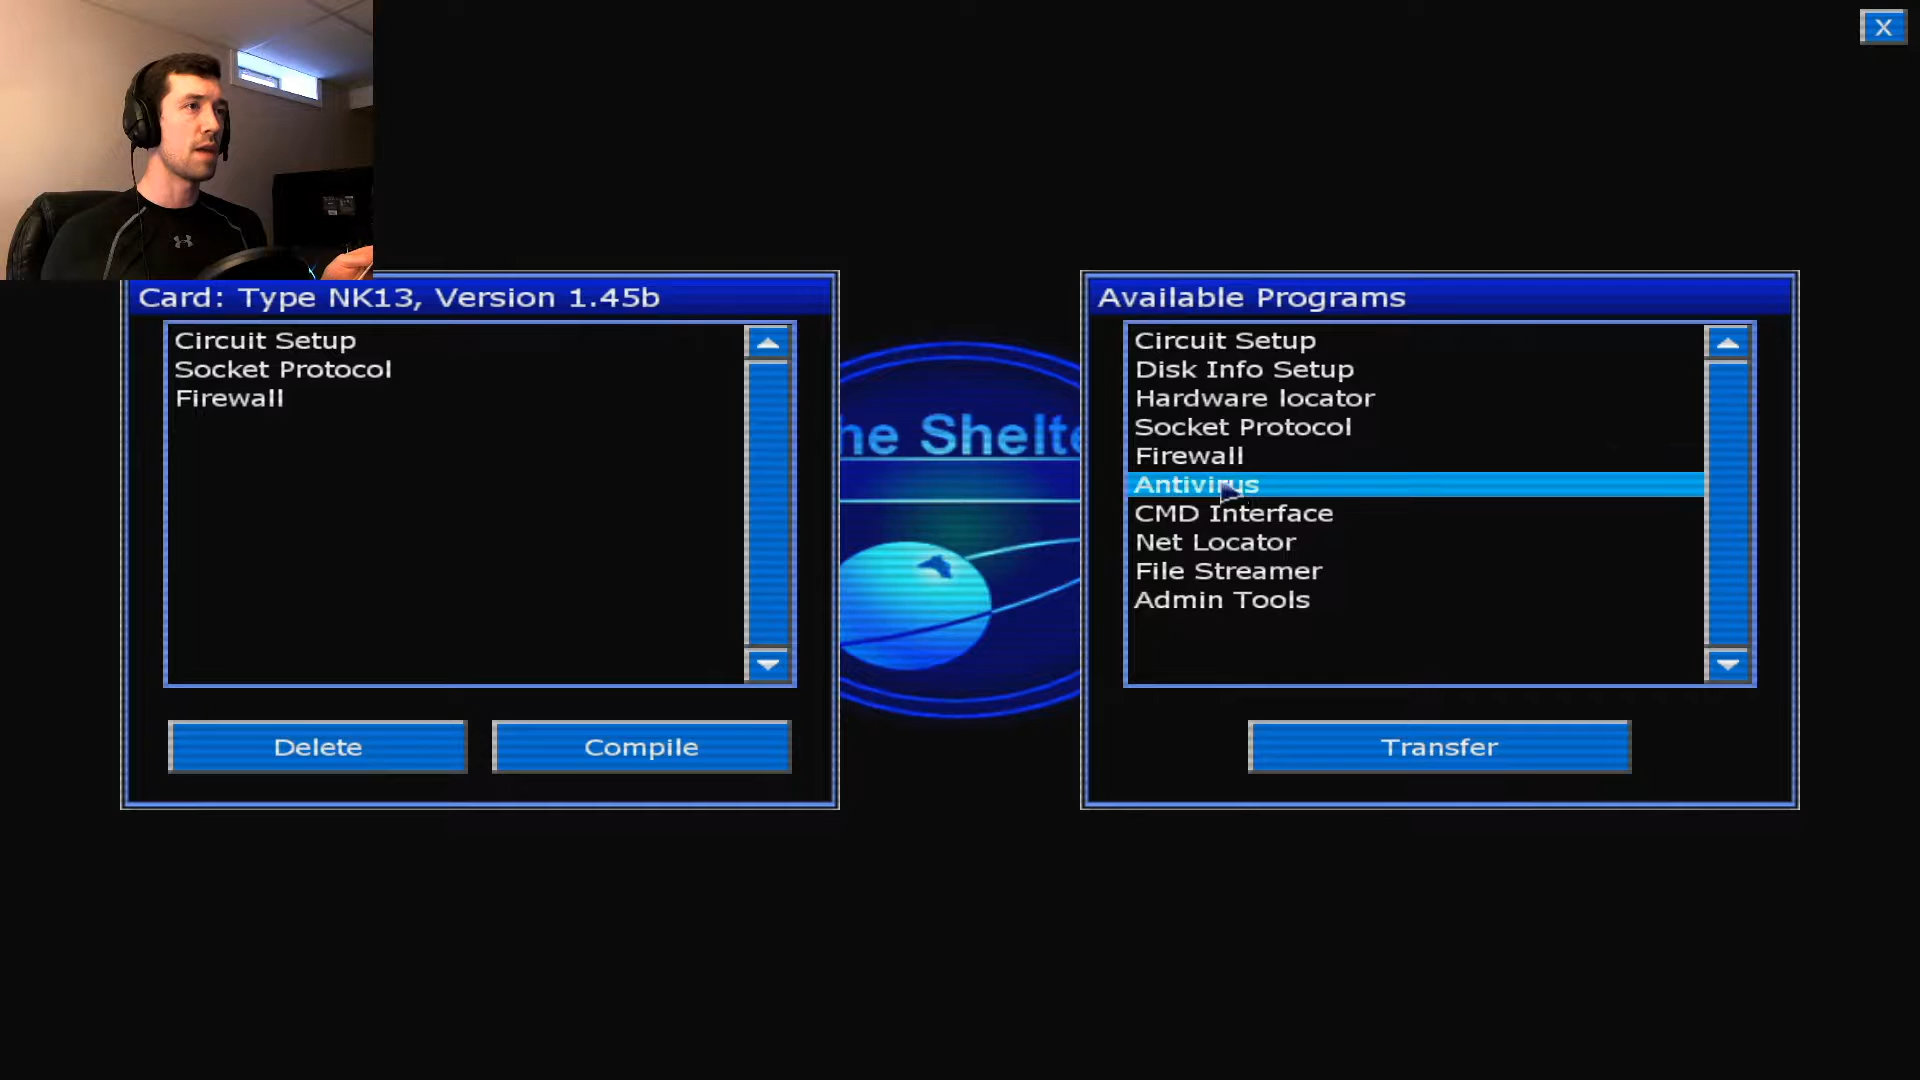 X
Card: Type NK13, Version 1.45b
Circuit Setup
Socket Protocol
Firewall
Delete
Compile
he Shelt
Available Programs
Circuit Setup
Disk Info Setup
Hardware locator
Socket Protocol
Firewall
Antivirus
CMD Interface
Net Locator
File Streamer
Admin Tools
Transfer